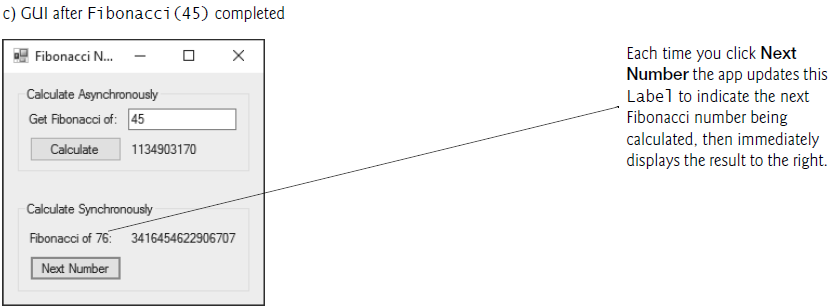 c) GUI after Fibonacci(45) completed
Fibonacci N...
Calculate Asynchronously
Get Fibonacci of: 45
Calculate 1134903170
Calculate Synchronously
Fibonacci of 76: 3416454622906707
Next Number
Each time you click Next
Number the app updates this
Label to indicate the next
Fibonacci number being
calculated, then immediately
displays the result to the right.